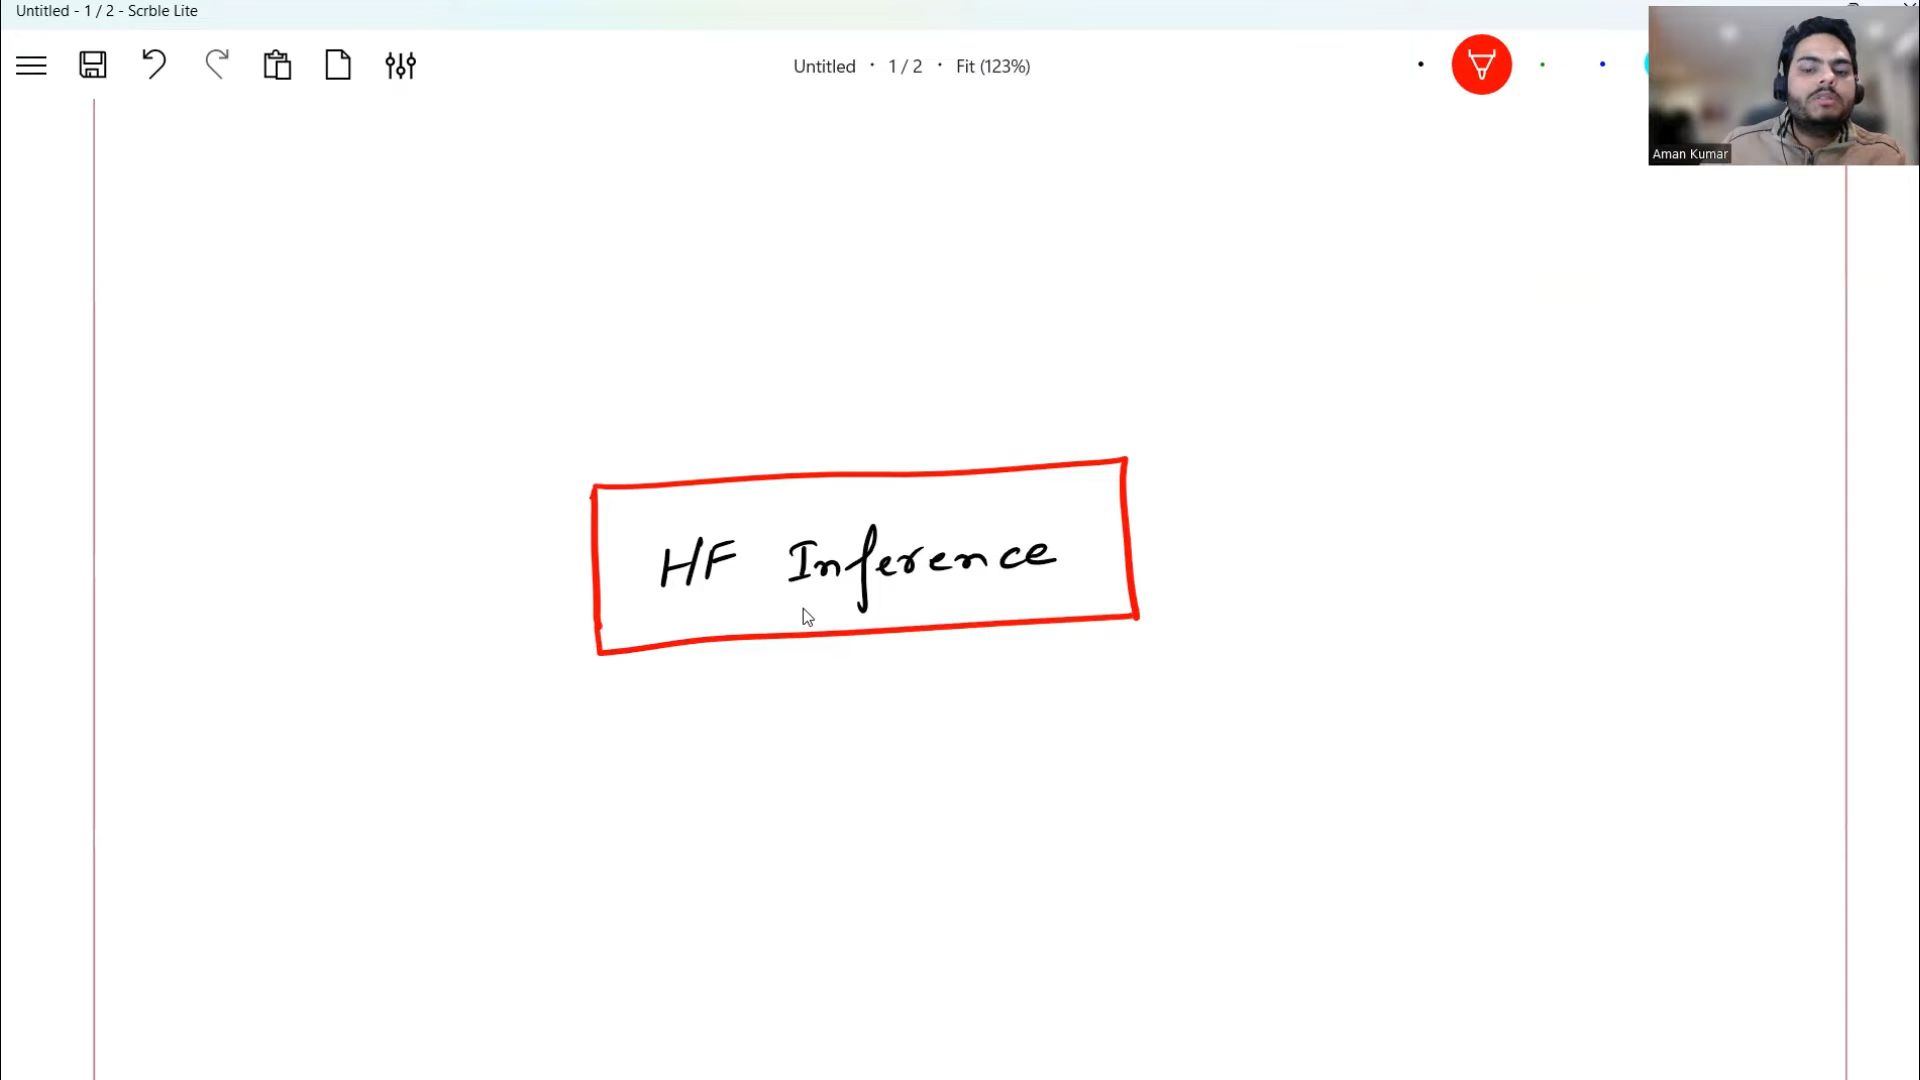 Untitled - 1 / 2 - Scrble Lite
Untitled • 1 / 2 • Fit (123%)
Aman Kumar
HF Inference